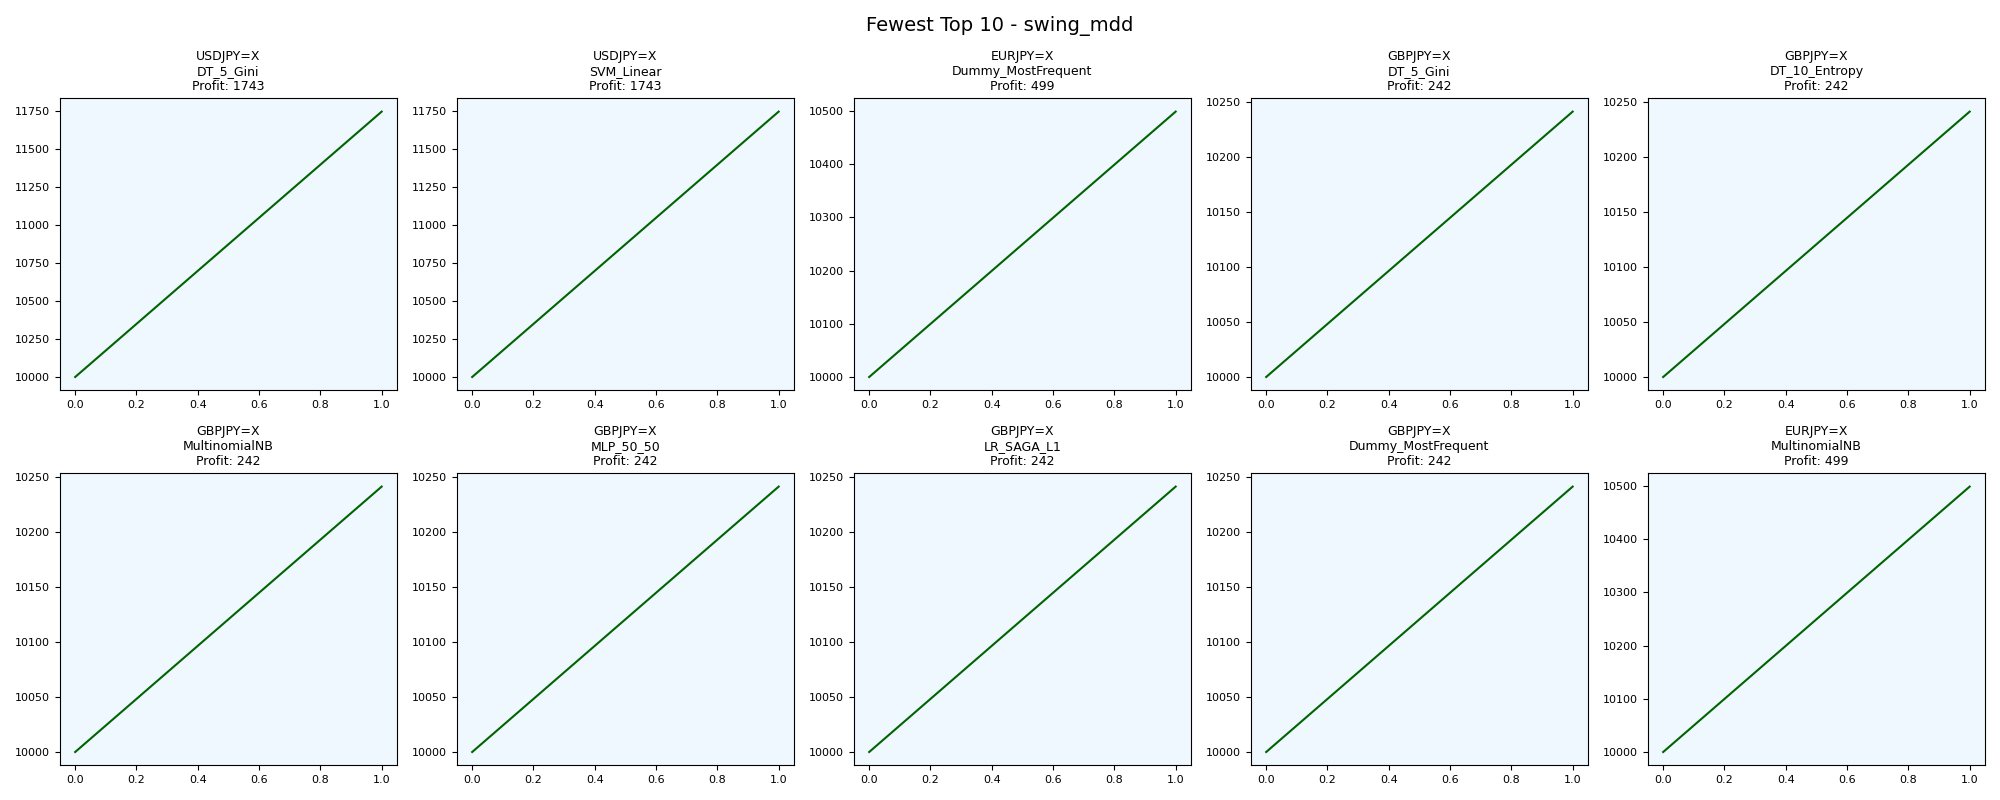 Fewest Top 10 - swing_mdd
USDJPY=X
DT_5_Gini
Profit: 1743
11750
11500
11250
11000
10750
10500
10250
10000
0.0 0.2 0.4 0.6 0.8 1.0
USDJPY=X
SVM_Linear
Profit: 1743
11750
11500
11250
11000
10750
10500
10250
10000
0.0 0.2 0.4 0.6 0.8 1.0
EURJPY=X
Dummy_MostFrequent
Profit: 499
10500
10400
10300
10200
10100
10000
0.0 0.2 0.4 0.6 0.8 1.0
GBPJPY=X
DT_5_Gini
Profit: 242
10250
10200
10150
10100
10050
10000
0.0 0.2 0.4 0.6 0.8 1.0
GBPJPY=X
DT_10_Entropy
Profit: 242
10250
10200
10150
10100
10050
10000
0.0 0.2 0.4 0.6 0.8 1.0
GBPJPY=X
MultinomialNB
Profit: 242
10250
10200
10150
10100
10050
10000
0.0 0.2 0.4 0.6 0.8 1.0
GBPJPY=X
MLP_50_50
Profit: 242
10250
10200
10150
10100
10050
10000
0.0 0.2 0.4 0.6 0.8 1.0
GBPJPY=X
LR_SAGA_L1
Profit: 242
10250
10200
10150
10100
10050
10000
0.0 0.2 0.4 0.6 0.8 1.0
GBPJPY=X
Dummy_MostFrequent
Profit: 242
10250
10200
10150
10100
10050
10000
0.0 0.2 0.4 0.6 0.8 1.0
EURJPY=X
MultinomialNB
Profit: 499
10500
10400
10300
10200
10100
10000
0.0 0.2 0.4 0.6 0.8 1.0